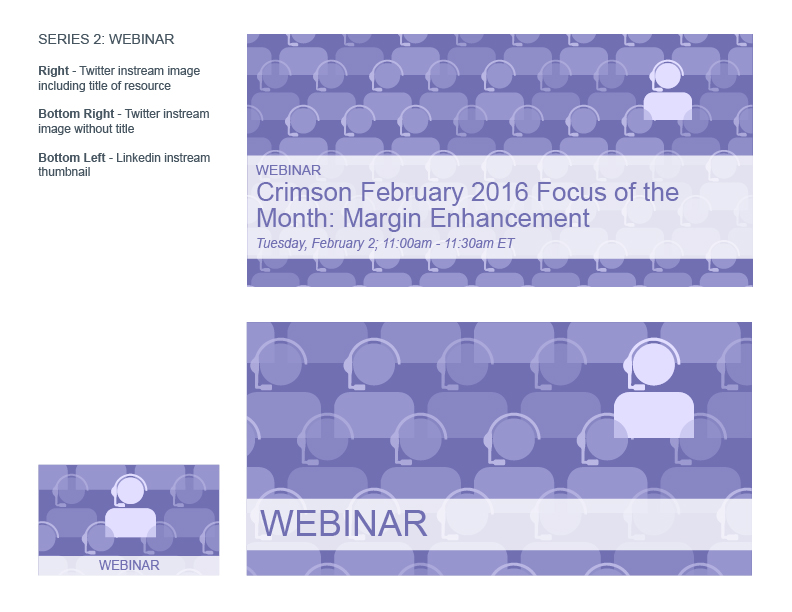 SERIES 2: WEBINAR
Right - Twitter instream image
including title of resource
Bottom Right - Twitter instream
image without title
Bottom Left - Linkedin instream
thumbnail
WEBINAR
Crimson February 2016 Focus of the
Month: Margin Enhancement
Tuesday, February 2; 11:00am - 11:30am ET
WEBINAR
WEBINAR